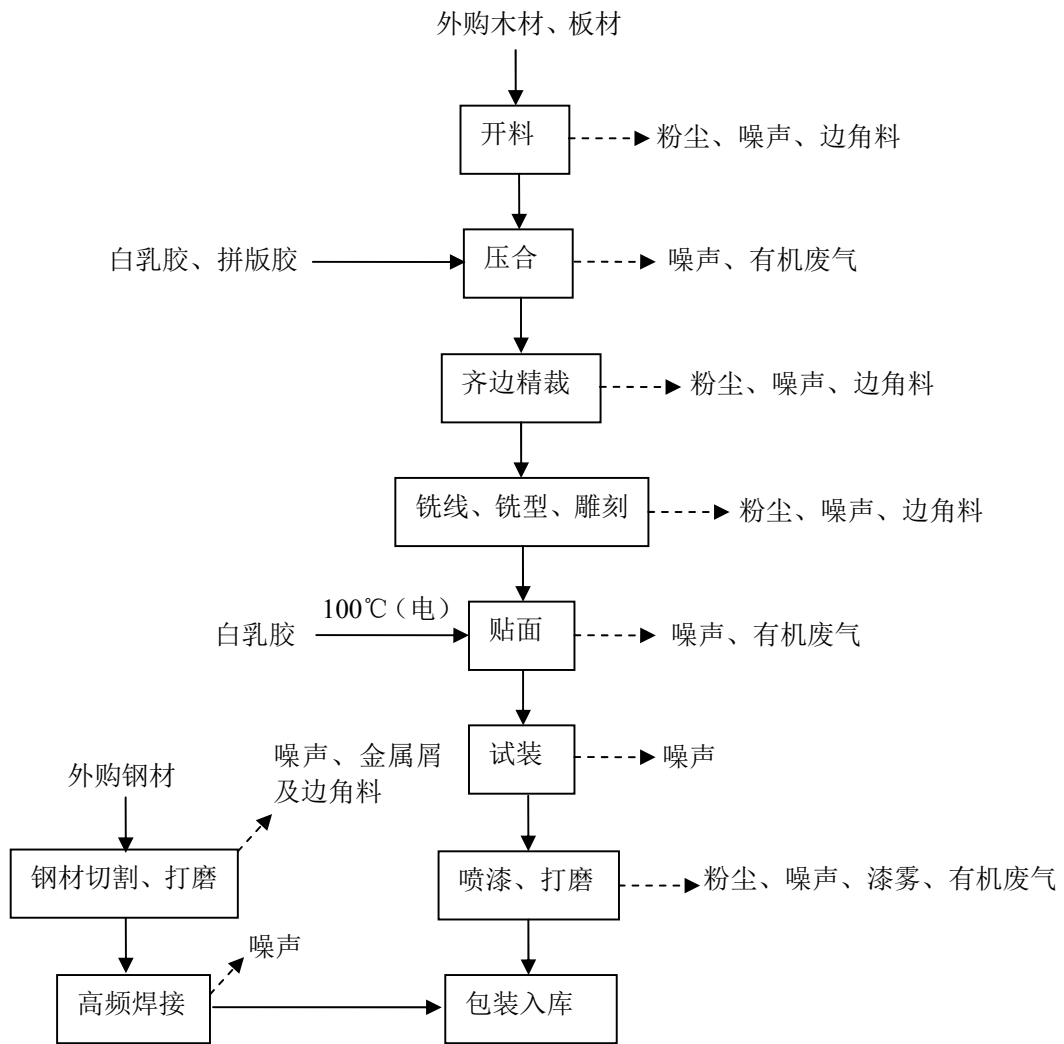 外购木材、板材
开料
粉尘、噪声、边角料
白乳胶、拼版胶
压合
噪声、有机废气
齐边精裁
粉尘、噪声、边角料
铣线、铣型、雕刻
粉尘、噪声、边角料
白乳胶
100℃（电）
贴面
噪声、有机废气
试装
噪声
外购钢材
噪声、金属屑
及边角料
钢材切割、打磨
喷漆、打磨
粉尘、噪声、漆雾、有机废气
噪声
高频焊接
包装入库